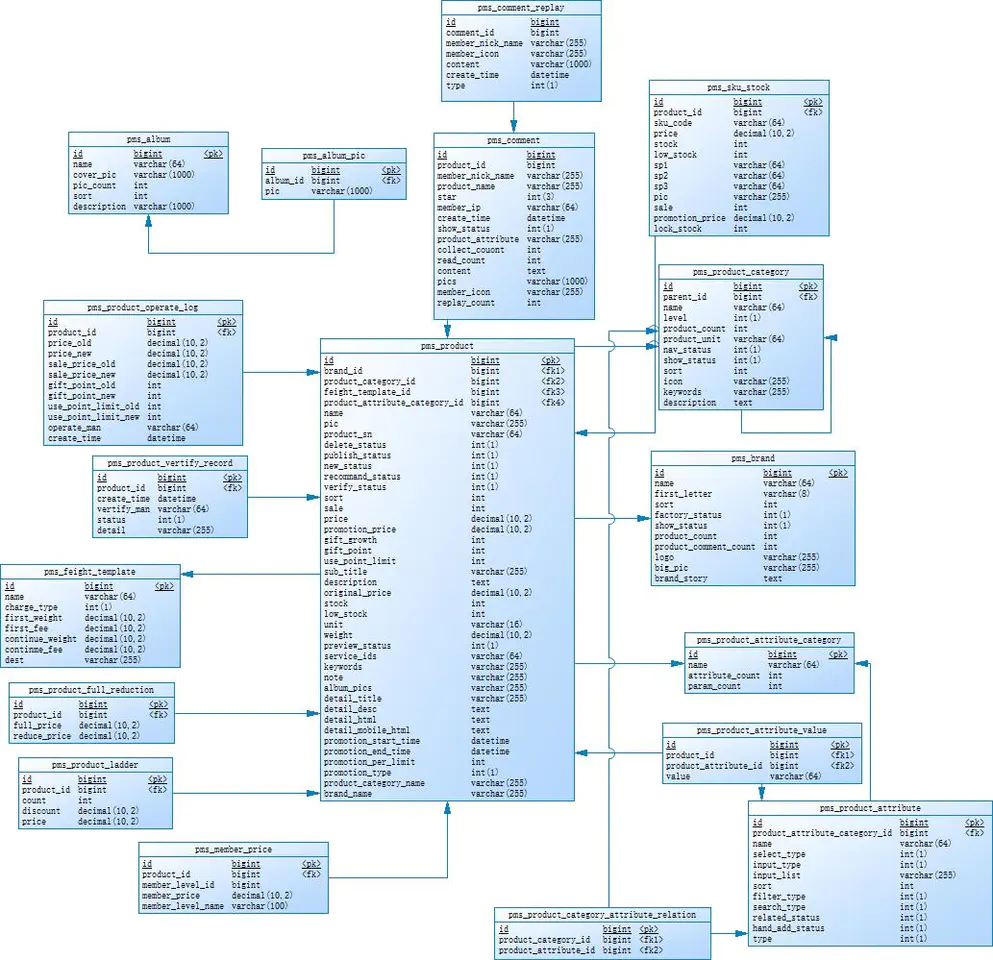 pms_comment_replay
id bigint
comment_id bigint
member_nick_name varchar(255)
member_icon varchar(255)
content varchar(1000)
create_time datetime
type int(1)
pms_sku_stock
id bigint <pk>
product_id bigint <fk>
sku_code varchar(64)
price decimal(10,2)
stock int
low_stock int
sp1 varchar(64)
sp2 varchar(64)
sp3 varchar(64)
pic varchar(255)
sale int
promotion_price decimal(10,2)
lock_stock int
pms_album
id bigint <pk>
name varchar(64)
cover_pic varchar(1000)
pic_count int
sort int
description varchar(1000)
pms_album_pic
id bigint <pk>
album_id bigint <fk>
pic varchar(1000)
pms_comment
id bigint
product_id bigint
member_nick_name varchar(255)
product_name varchar(255)
star int(3)
member_ip varchar(64)
create_time datetime
show_status int(1)
product_attribute varchar(255)
collect_couont int
read_count int
content text
pics varchar(1000)
member_icon varchar(255)
replay_count int
pms_product_category
id bigint <pk>
parent_id bigint <fk>
name varchar(64)
level int(1)
product_count int
product_unit varchar(64)
nav_status int(1)
show_status int(1)
sort int
icon varchar(255)
keywords varchar(255)
description text
pms_product_operate_log
id bigint <pk>
product_id bigint <fk>
price_old decimal(10,2)
price_new decimal(10,2)
sale_price_old decimal(10,2)
sale_price_new decimal(10,2)
gift_point_old int
gift_point_new int
use_point_limit_old int
use_point_limit_new int
operate_man varchar(64)
create_time datetime
pms_product
id bigint <pk>
brand_id bigint <fk1>
product_category_id bigint <fk2>
feight_template_id bigint <fk3>
product_attribute_category_id bigint <fk4>
name varchar(64)
pic varchar(255)
product_sn varchar(64)
delete_status int(1)
publish_status int(1)
new_status int(1)
recommand_status int(1)
verify_status int(1)
sort int
sale int
price decimal(10,2)
promotion_price decimal(10,2)
gift_growth int
gift_point int
use_point_limit int
sub_title varchar(255)
description text
original_price decimal(10,2)
stock int
low_stock int
unit varchar(16)
weight decimal(10,2)
preview_status int(1)
service_ids varchar(64)
keywords varchar(255)
note varchar(255)
album_pics varchar(255)
detail_title varchar(255)
detail_desc text
detail_html text
detail_mobile_html text
promotion_start_time datetime
promotion_end_time datetime
promotion_per_limit int
promotion_type int(1)
product_category_name varchar(255)
brand_name varchar(255)
pms_product_vertify_record
id bigint <pk>
product_id bigint <fk>
create_time datetime
vertify_man varchar(64)
status int(1)
detail varchar(255)
pms_brand
id bigint <pk>
name varchar(64)
first_letter varchar(8)
sort int
factory_status int(1)
show_status int(1)
product_count int
product_comment_count int
logo varchar(255)
big_pic varchar(255)
brand_story text
pms_feight_template
id bigint <pk>
name varchar(64)
charge_type int(1)
first_weight decimal(10,2)
first_fee decimal(10,2)
continue_weight decimal(10,2)
continme_fee decimal(10,2)
dest varchar(255)
pms_product_attribute_category
id bigint <pk>
name varchar(64)
attribute_count int
param_count int
pms_product_full_reduction
id bigint <pk>
product_id bigint <fk>
full_price decimal(10,2)
reduce_price decimal(10,2)
pms_product_attribute_value
id bigint <pk>
product_id bigint <fk1>
product_attribute_id bigint <fk2>
value varchar(64)
pms_product_ladder
id bigint <pk>
product_id bigint <fk>
count int
discount decimal(10,2)
price decimal(10,2)
pms_product_attribute
id bigint <pk>
product_attribute_category_id bigint <fk>
name varchar(64)
select_type int(1)
input_type int(1)
input_list varchar(255)
sort int
filter_type int(1)
search_type int(1)
related_status int(1)
hand_add_status int(1)
type int(1)
pms_member_price
id bigint <pk>
product_id bigint <fk>
member_level_id bigint
member_price decimal(10,2)
member_level_name varchar(100)
pms_product_category_attribute_relation
id bigint <pk>
product_category_id bigint <fk1>
product_attribute_id bigint <fk2>